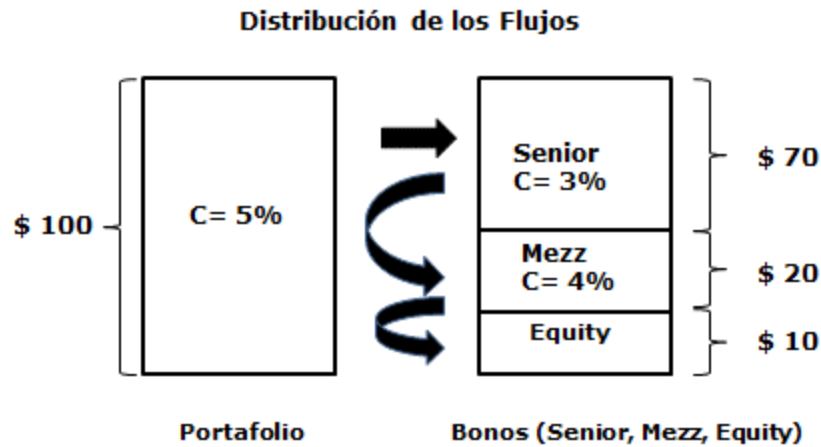 Distribución de los Flujos
$ 100
C= 5%
Senior
C= 3%
$ 70
Mezz
C= 4%
$ 20
Equity
$ 10
Portafolio
Bonos (Senior, Mezz, Equity)